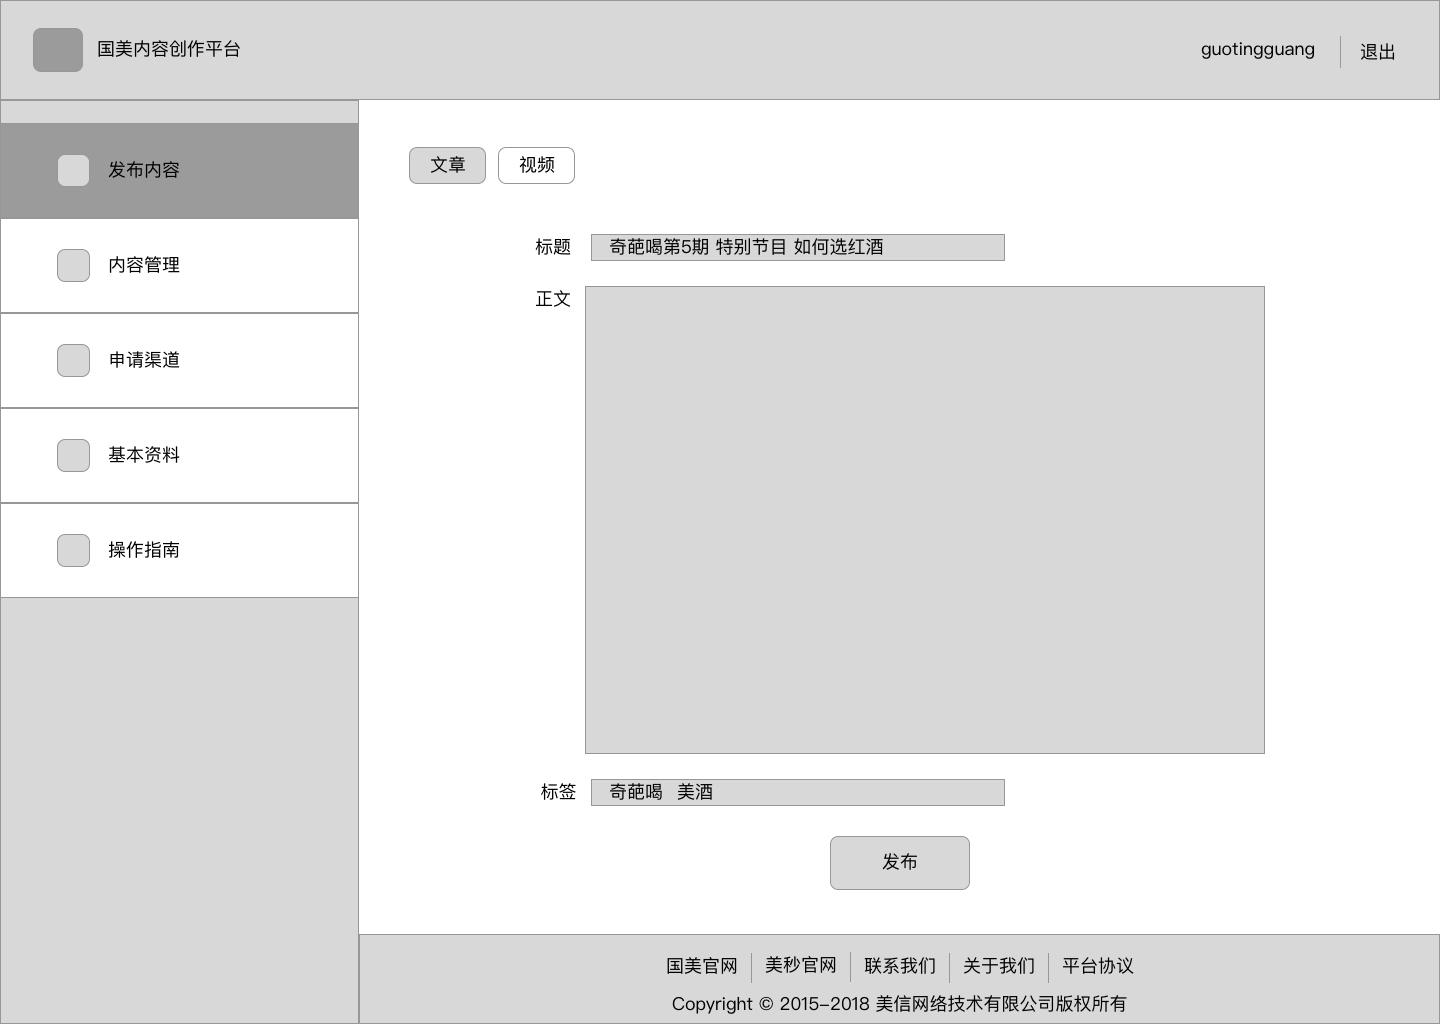 国美内容创作平台
guotingguang
退出
发布内容
内容管理
申请渠道
基本资料
操作指南
文章
视频
标题
奇葩喝第5期 特别节目 如何选红酒
正文
标签
奇葩喝 美酒
发布
国美官网
美秒官网
联系我们
关于我们
平台协议
Copyright © 2015-2018 美信网络技术有限公司版权所有